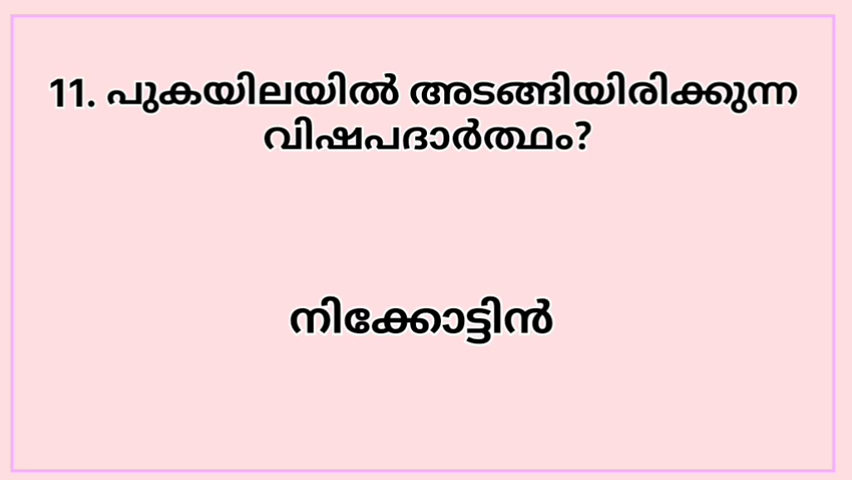 11. പുകയിലയിൽ അടങ്ങിയിരിക്കുന്ന
വിഷപദാർത്ഥം?
നിക്കോട്ടിൻ